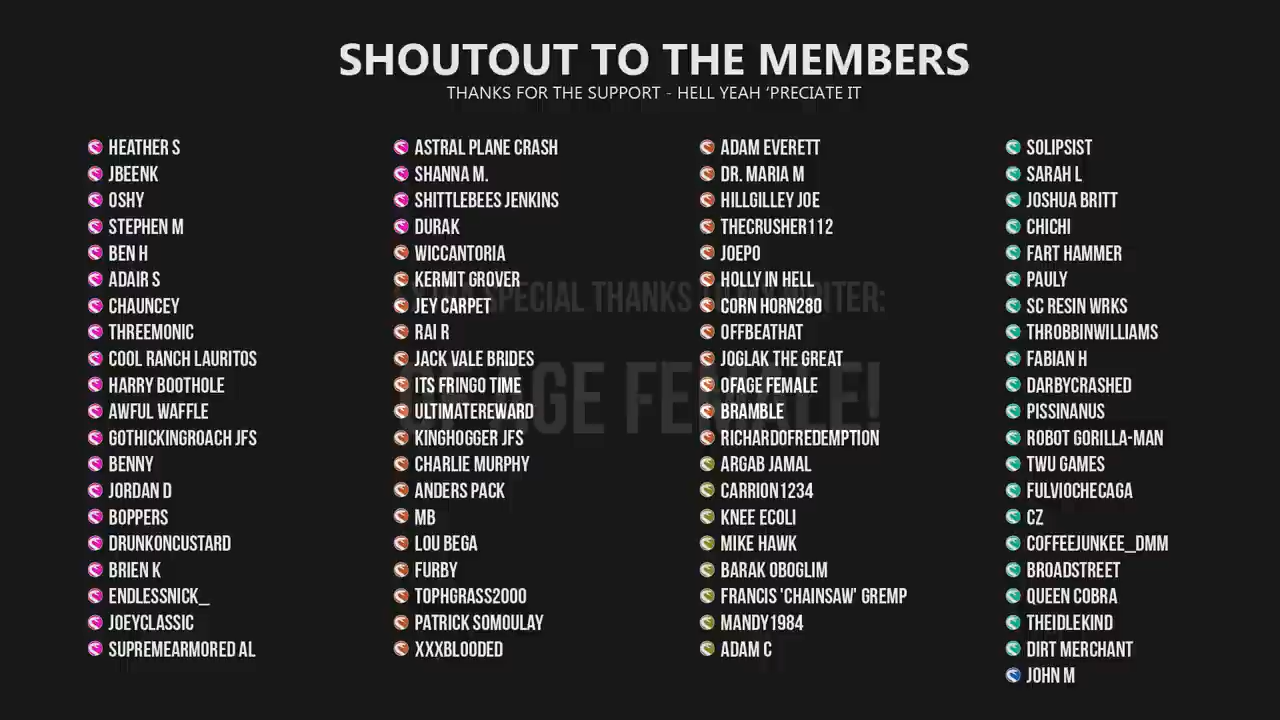 SHOUTOUT TO THE MEMBERS
THANKS FOR THE SUPPORT - HELL YEAH ‘PRECIATE IT
HEATHER S
JBEENK
OSHY
STEPHEN M
BEN H
ADAIR S
CHAUNCEY
THREEMONIC
COOL RANCH LAURITOS
HARRY BOOTHOLE
AWFUL WAFFLE
GOTHICKINGROACH JFS
BENNY
JORDAN D
BOPPERS
DRUNKONCUSTARD
BRIEN K
ENDLESSNICK_
JOEYCLASSIC
SUPREMEARMORED AL
ASTRAL PLANE CRASH
SHANNA M.
SHITTLEBEES JENKINS
DURAK
WICCANTORIA
KERMIT GROVER
JEY CARPET
RAI R
JACK VALE BRIDES
ITS FRINGO TIME
ULTIMATEREWARD
KINGHOGGER JFS
CHARLIE MURPHY
ANDERS PACK
MB
LOU BEGA
FURBY
TOPHGRASS2000
PATRICK SOMOULAY
XXXBLOODED
ADAM EVERETT
DR. MARIA M
HILLGILLEY JOE
THECRUSHER112
JOEPO
HOLLY IN HELL
CORN HORN280
OFFBEATHAT
JOGLAK THE GREAT
OFAGE FEMALE
BRAMBLE
RICHARDOFREDEMPTION
ARGAB JAMAL
CARRION1234
KNEE ECOLI
MIKE HAWK
BARAK OBOGLIM
FRANCIS 'CHAINSAW' GREMP
MANDY1984
ADAM C
SOLIPSIST
SARAH L
JOSHUA BRITT
CHICHI
FART HAMMER
PAULY
SC RESIN WRKS
THROBBINWILLIAMS
FABIAN H
DARBYCRASHED
PISSINANUS
ROBOT GORILLA-MAN
TWU GAMES
FULVIOCHECAGA
CZ
COFFEEJUNKEE_DMM
BROADSTREET
QUEEN COBRA
THEIDLEKIND
DIRT MERCHANT
JOHN M
SPECIAL THANKS
OF AGE FEMALE!